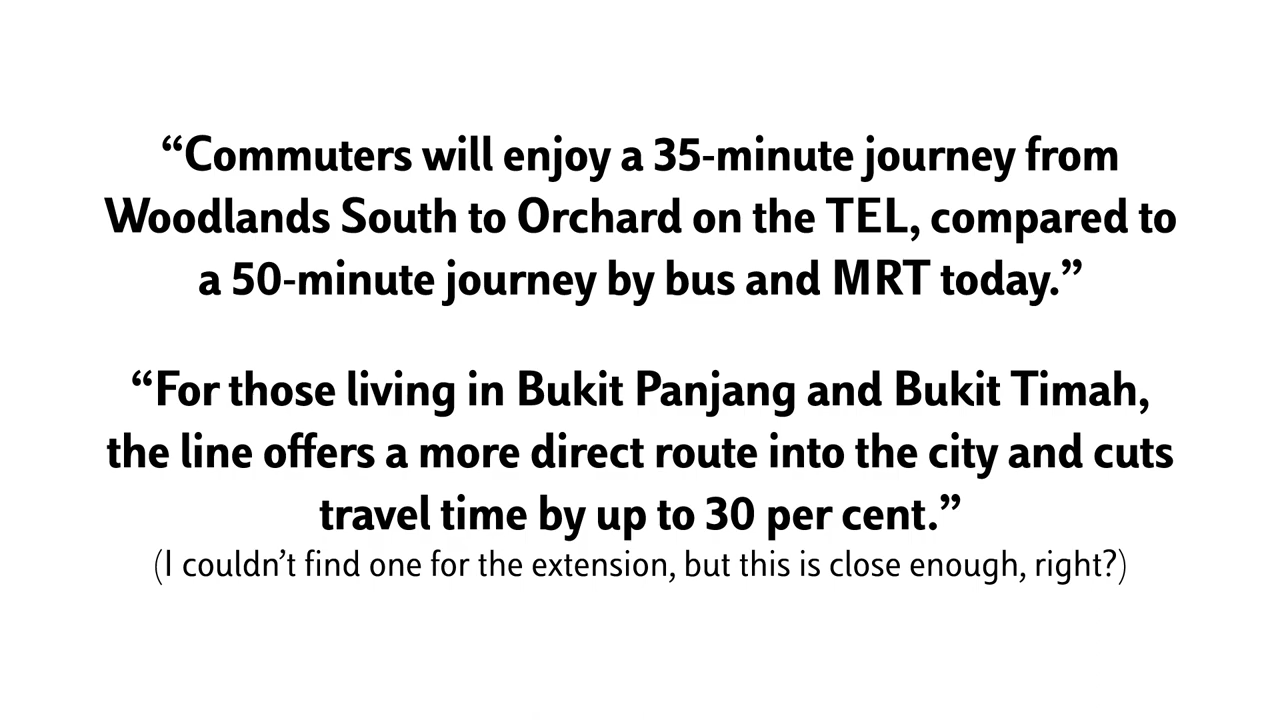 “Commuters will enjoy a 35-minute journey from
Woodlands South to Orchard on the TEL, compared to
a 50-minute journey by bus and MRT today.”
“For those living in Bukit Panjang and Bukit Timah,
the line offers a more direct route into the city and cuts
travel time by up to 30 per cent.”
(I couldn’t find one for the extension, but this is close enough, right?)